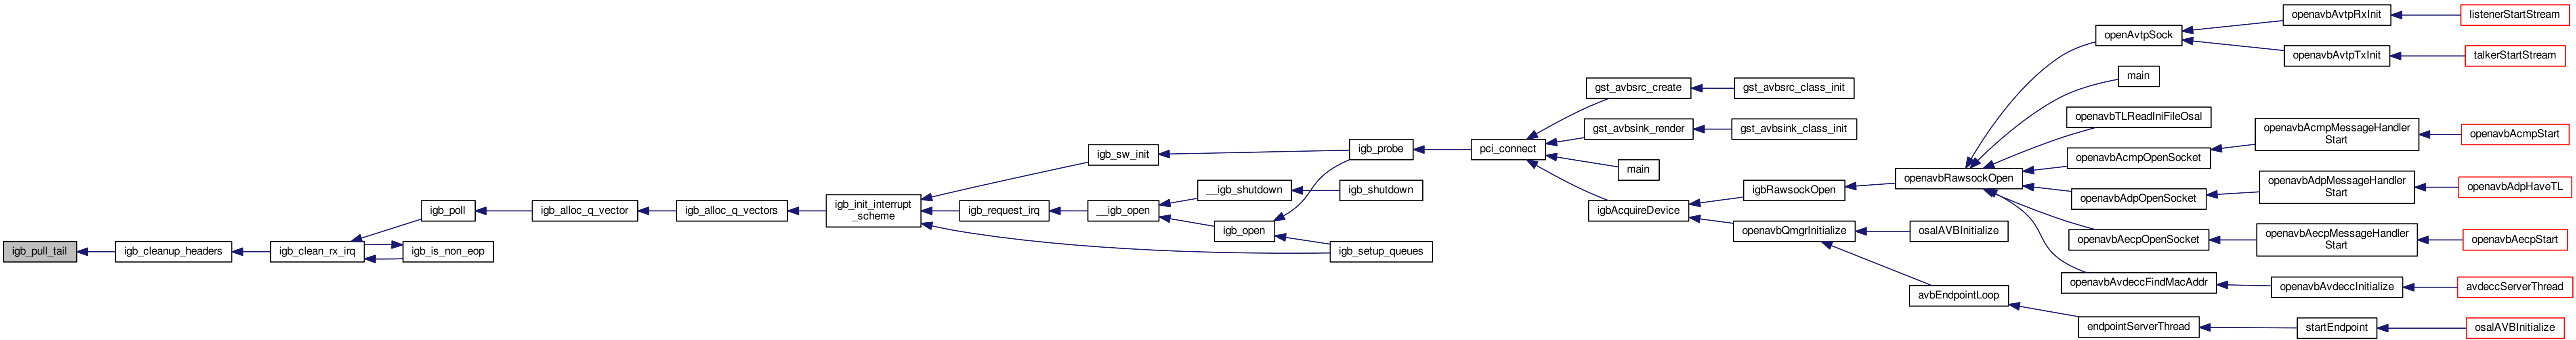 igb_pull_tail
igb_cleanup_headers
igb_clean_rx_irq
igb_poll
igb_is_non_eop
igb_alloc_q_vector
igb_alloc_q_vectors
igb_init_interrupt
_scheme
igb_sw_init
igb_request_irq
__igb_open
__igb_shutdown
igb_open
igb_shutdown
igb_setup_queues
igb_probe
pci_connect
gst_avbsrc_create
gst_avbsink_render
main
igbAcquireDevice
gst_avbsrc_class_init
gst_avbsink_class_init
igbRawsockOpen
openavbQmgrInitialize
openavbRawsockOpen
osalAVBInitialize
avbEndpointLoop
openAvtpSock
main
openavbTLReadIniFileOsal
openavbAcmpOpenSocket
openavbAdpOpenSocket
openavbAecpOpenSocket
openavbAvdeccFindMacAddr
endpointServerThread
openavbAvtpRxInit
openavbAvtpTxInit
openavbAcmpMessageHandler
Start
openavbAdpMessageHandler
Start
openavbAecpMessageHandler
Start
openavbAvdeccInitialize
startEndpoint
listenerStartStream
talkerStartStream
openavbAcmpStart
openavbAdpHaveTL
openavbAecpStart
avdeccServerThread
osalAVBInitialize